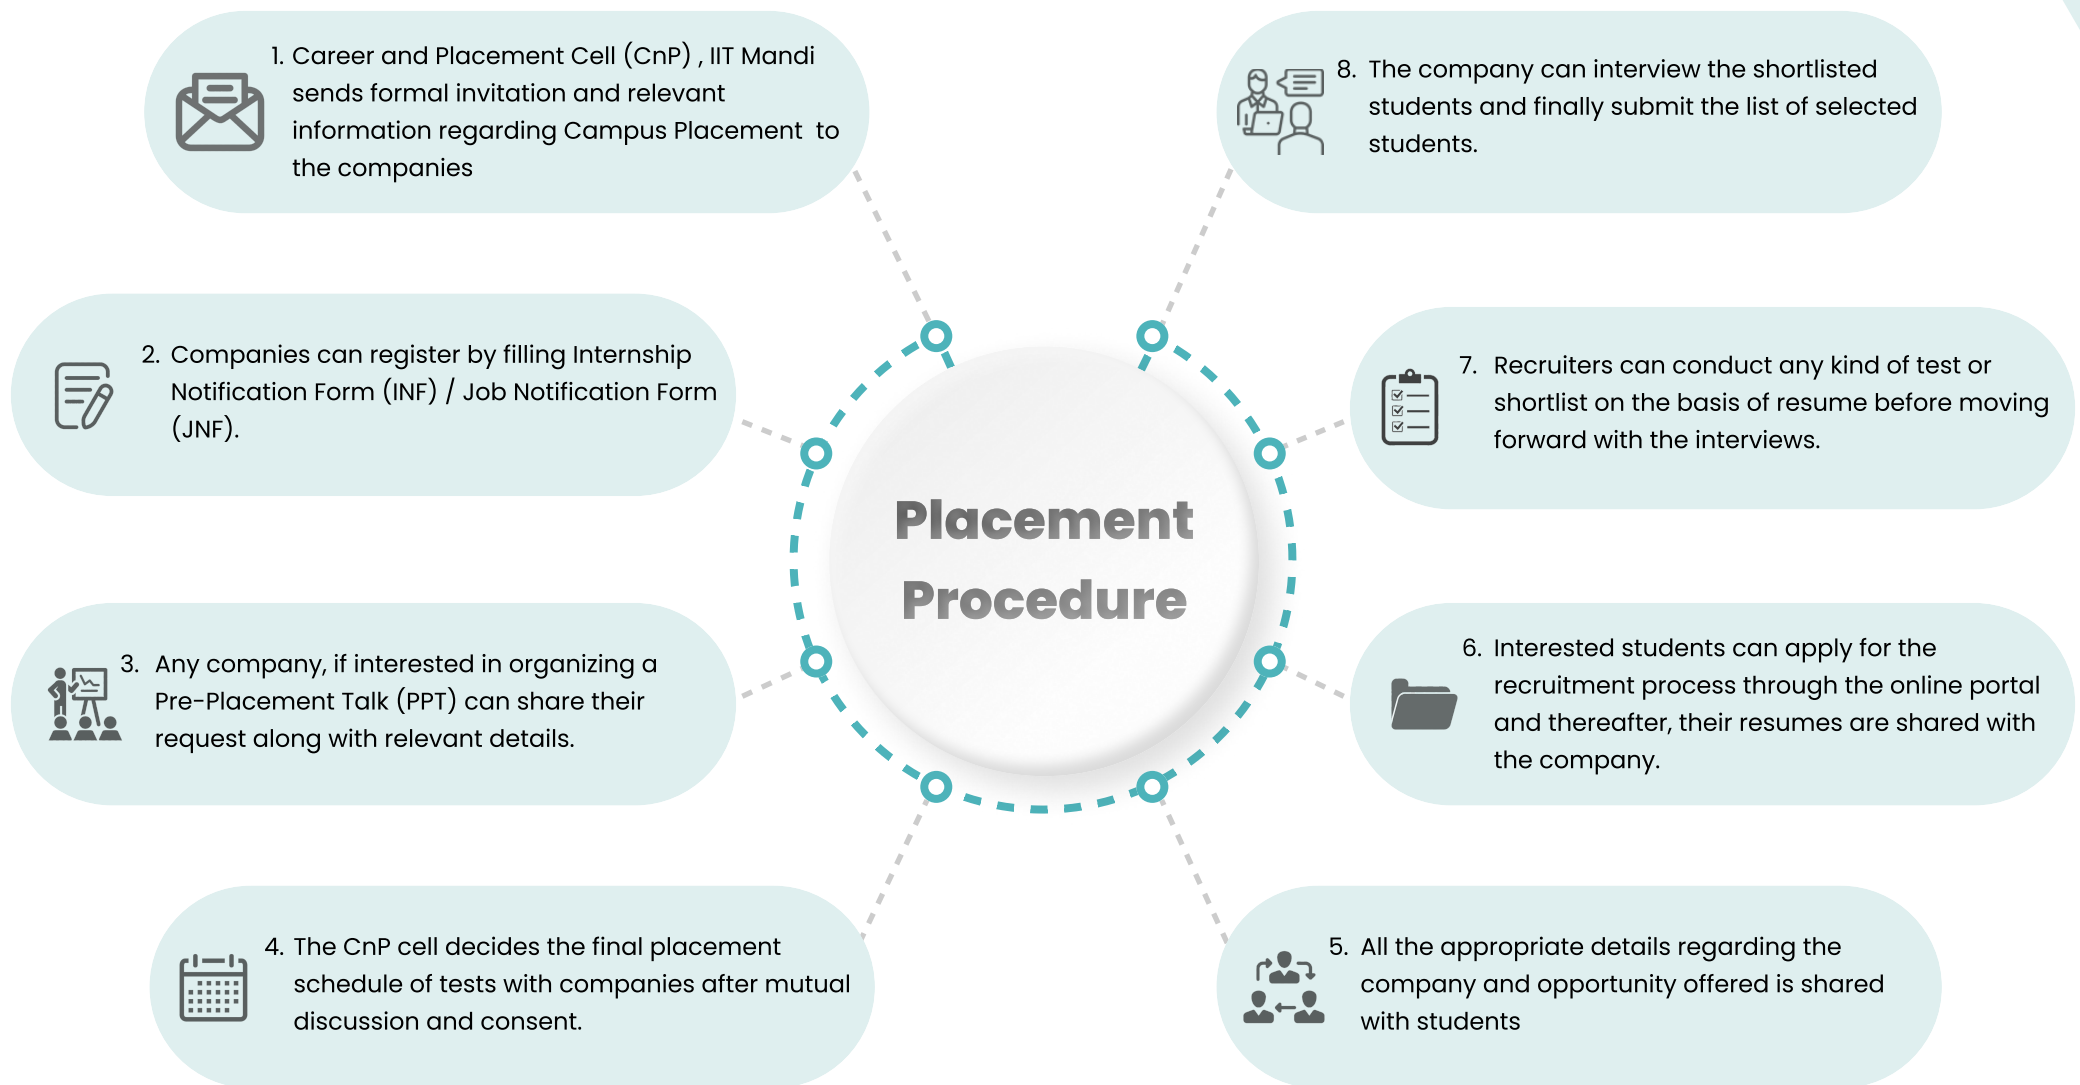 1. Career and Placement Cell (CnP) , IIT Mandi
sends formal invitation and relevant
information regarding Campus Placement  to
the companies
2. Companies can register by filling Internship
Notification Form (INF) / Job Notification Form
(JNF).
3. Any company, if interested in organizing a
Pre-Placement Talk (PPT) can share their
request along with relevant details.
4. The CnP cell decides the final placement
schedule of tests with companies after mutual
discussion and consent.
Placement
Procedure
5. All the appropriate details regarding the
company and opportunity offered is shared
with students
6. Interested students can apply for the
recruitment process through the online portal
and thereafter, their resumes are shared with
the company.
7. Recruiters can conduct any kind of test or
shortlist on the basis of resume before moving
forward with the interviews.
8. The company can interview the shortlisted
students and finally submit the list of selected
students.